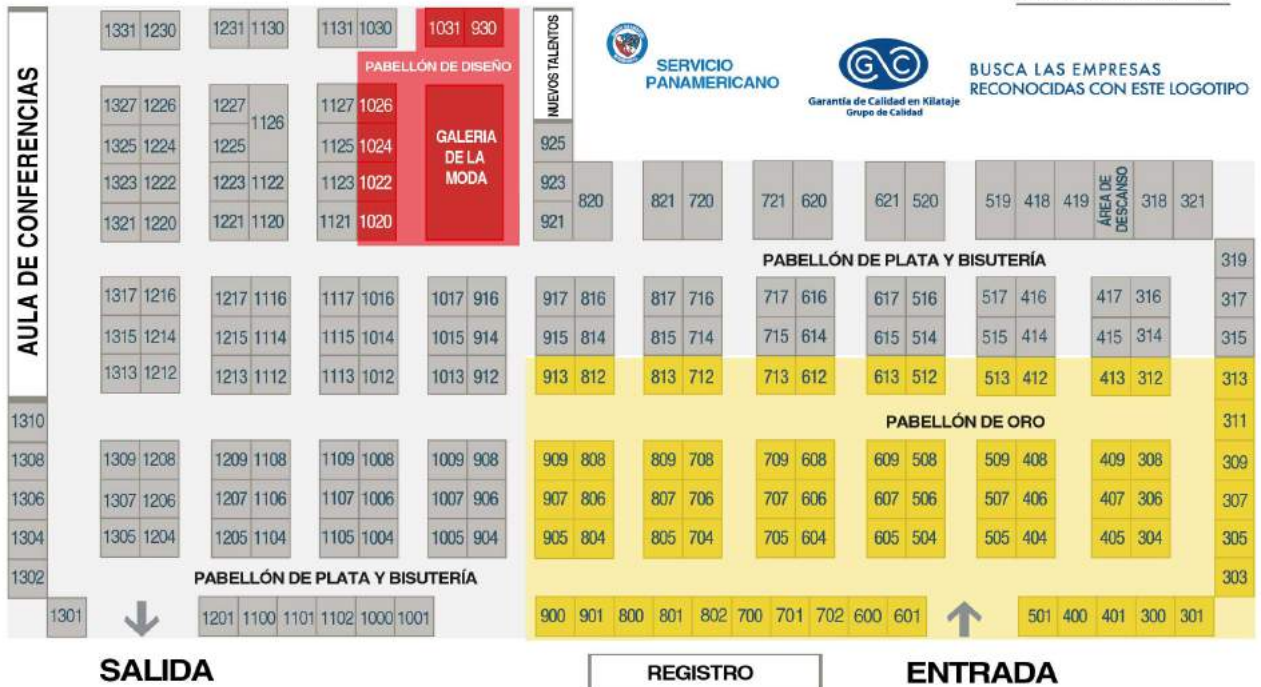 1331 1230 1231 1130 1131 1030 1031 930
NUEVOS TALENTOS
SERVICIO
PANAMERICANO
GC
Garantía de Calidad en Kilataje
Grupo de Calidad
BUSCA LAS EMPRESAS
RECONOCIDAS CON ESTE LOGOTIPO
PABELLÓN DE DISEÑO
AULA DE CONFERENCIAS
1327 1226 1227 1126 1127 1026
1325 1224 1225 1125 1024
1323 1222 1223 1122 1123 1022
1321 1220 1221 1120 1121 1020
GALERIA
DE LA
MODA
925
923
921
820 821 720 721 620 621 520 519 418 419
ÁREA DE
DESCANSO
318 321
PABELLÓN DE PLATA Y BISUTERÍA
319
1317 1216 1217 1116 1117 1016 1017 916 917 816 817 716 717 616 617 516 517 416 417 316 317
1315 1214 1215 1114 1115 1014 1015 914 915 814 815 714 715 614 615 514 515 414 415 314 315
1313 1212 1213 1112 1113 1012 1013 912 913 812 813 712 713 612 613 512 513 412 413 312 313
1310
PABELLÓN DE ORO
311
1308 1309 1208 1209 1108 1109 1008 1009 908 909 808 809 708 709 608 609 508 509 408 409 308 309
1306 1307 1206 1207 1106 1107 1006 1007 906 907 806 807 706 707 606 607 506 507 406 407 306 307
1304 1305 1204 1205 1104 1105 1004 1005 904 905 804 805 704 705 604 605 504 505 404 405 304 305
1302
PABELLÓN DE PLATA Y BISUTERÍA
303
1301 1201 1100 1101 1102 1000 1001 900 901 800 801 802 700 701 702 600 601 501 400 401 300 301
SALIDA
REGISTRO
ENTRADA